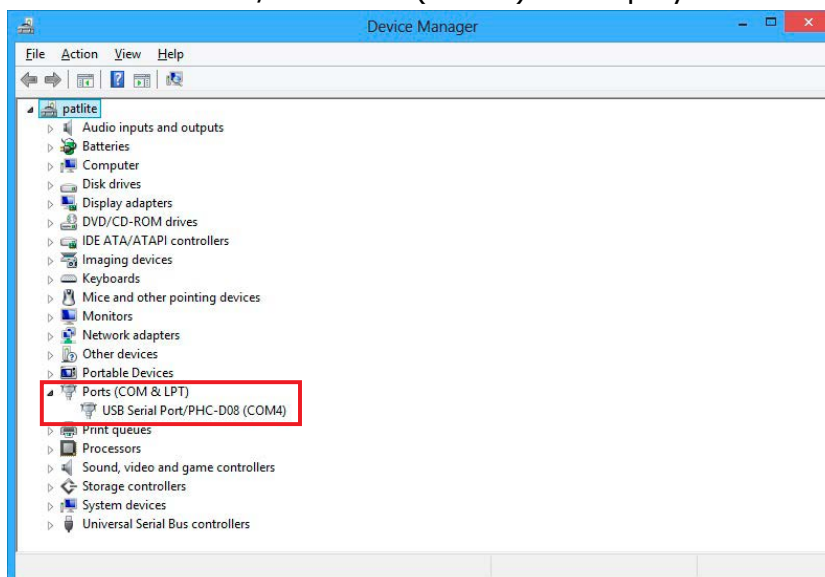 Device Manager
File Action View Help
patlite
Audio inputs and outputs
Batteries
Computer
Disk drives
Display adapters
DVD/CD-ROM drives
IDE ATA/ATAPI controllers
Imaging devices
Keyboards
Mice and other pointing devices
Monitors
Network adapters
Other devices
Portable Devices
Ports (COM & LPT)
USB Serial Port/PHC-D08 (COM4)
Print queues
Processors
Sound, video and game controllers
Storage controllers
System devices
Universal Serial Bus controllers